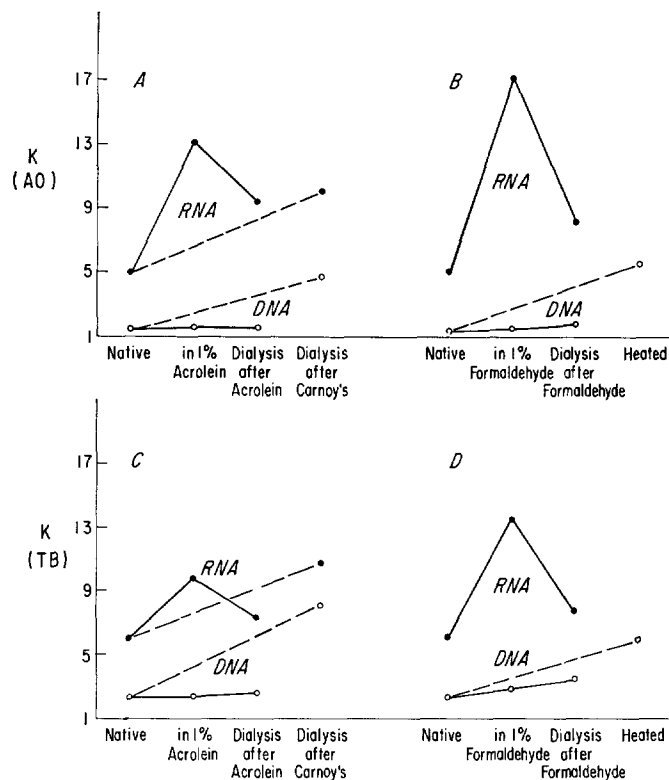 A
B
17
13
K
(AO)
9
5
1
RNA
DNA
RNA
DNA
Native
in 1%
Acrolein
Dialysis
after
Acrolein
Dialysis
after
Carnoy's
Native
in 1%
Formaldehyde
Dialysis
after
Formaldehyde
Heated
C
D
17
13
K
(TB)
9
5
1
RNA
DNA
RNA
DNA
Native
in 1%
Acrolein
Dialysis
after
Acrolein
Dialysis
after
Carnoy's
Native
in 1%
Formaldehyde
Dialysis
after
Formaldehyde
Heated